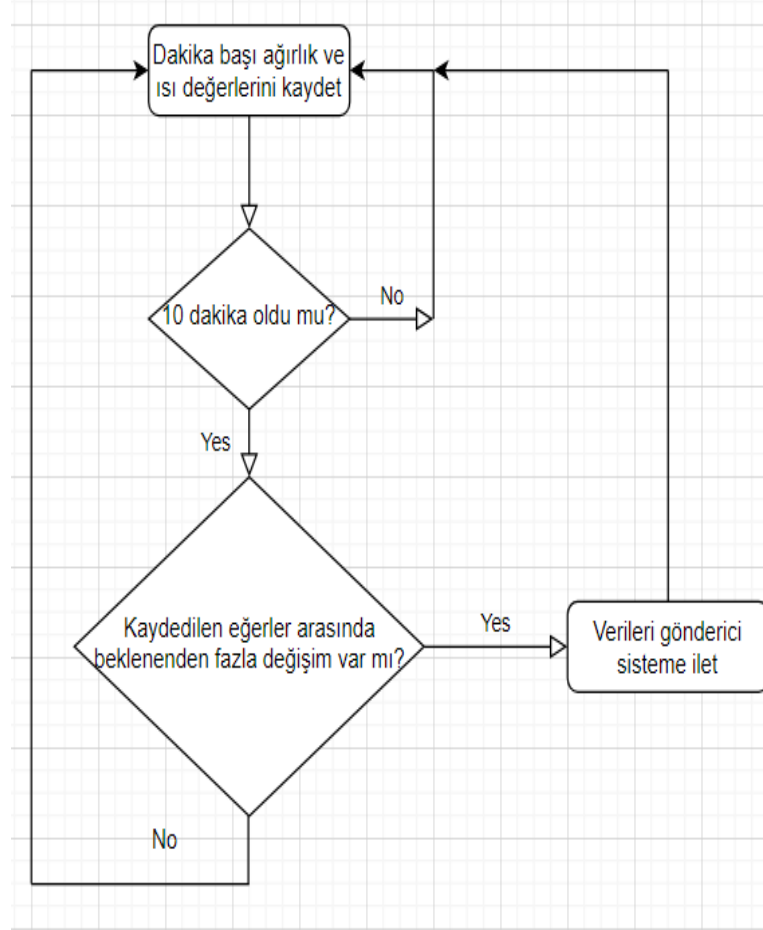 Dakika başı ağırlık ve
ısı değerlerini kaydet
10 dakika oldu mu?
No
Yes
Kaydedilen eğerler arasında
beklenenden fazla değişim var mı?
Yes
Verileri gönderici
sisteme ilet
No